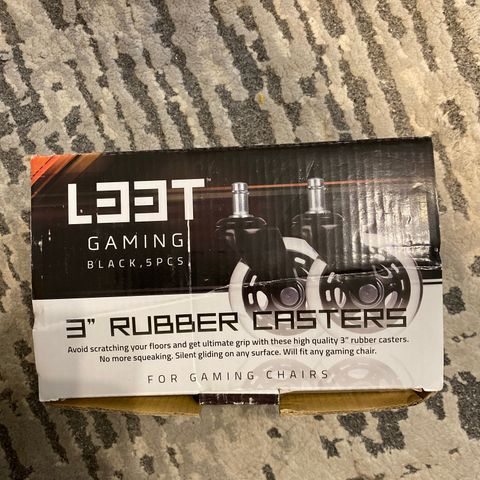 L33T
GAMING
BLACK, 5PCS
3" RUBBER CASTERS
Avoid scratching your floors and get ultimate grip with these high quality 3" rubber casters.
No more squeaking. Silent gliding on any surface. Will fit any gaming chair.
FOR GAMING CHAIRS